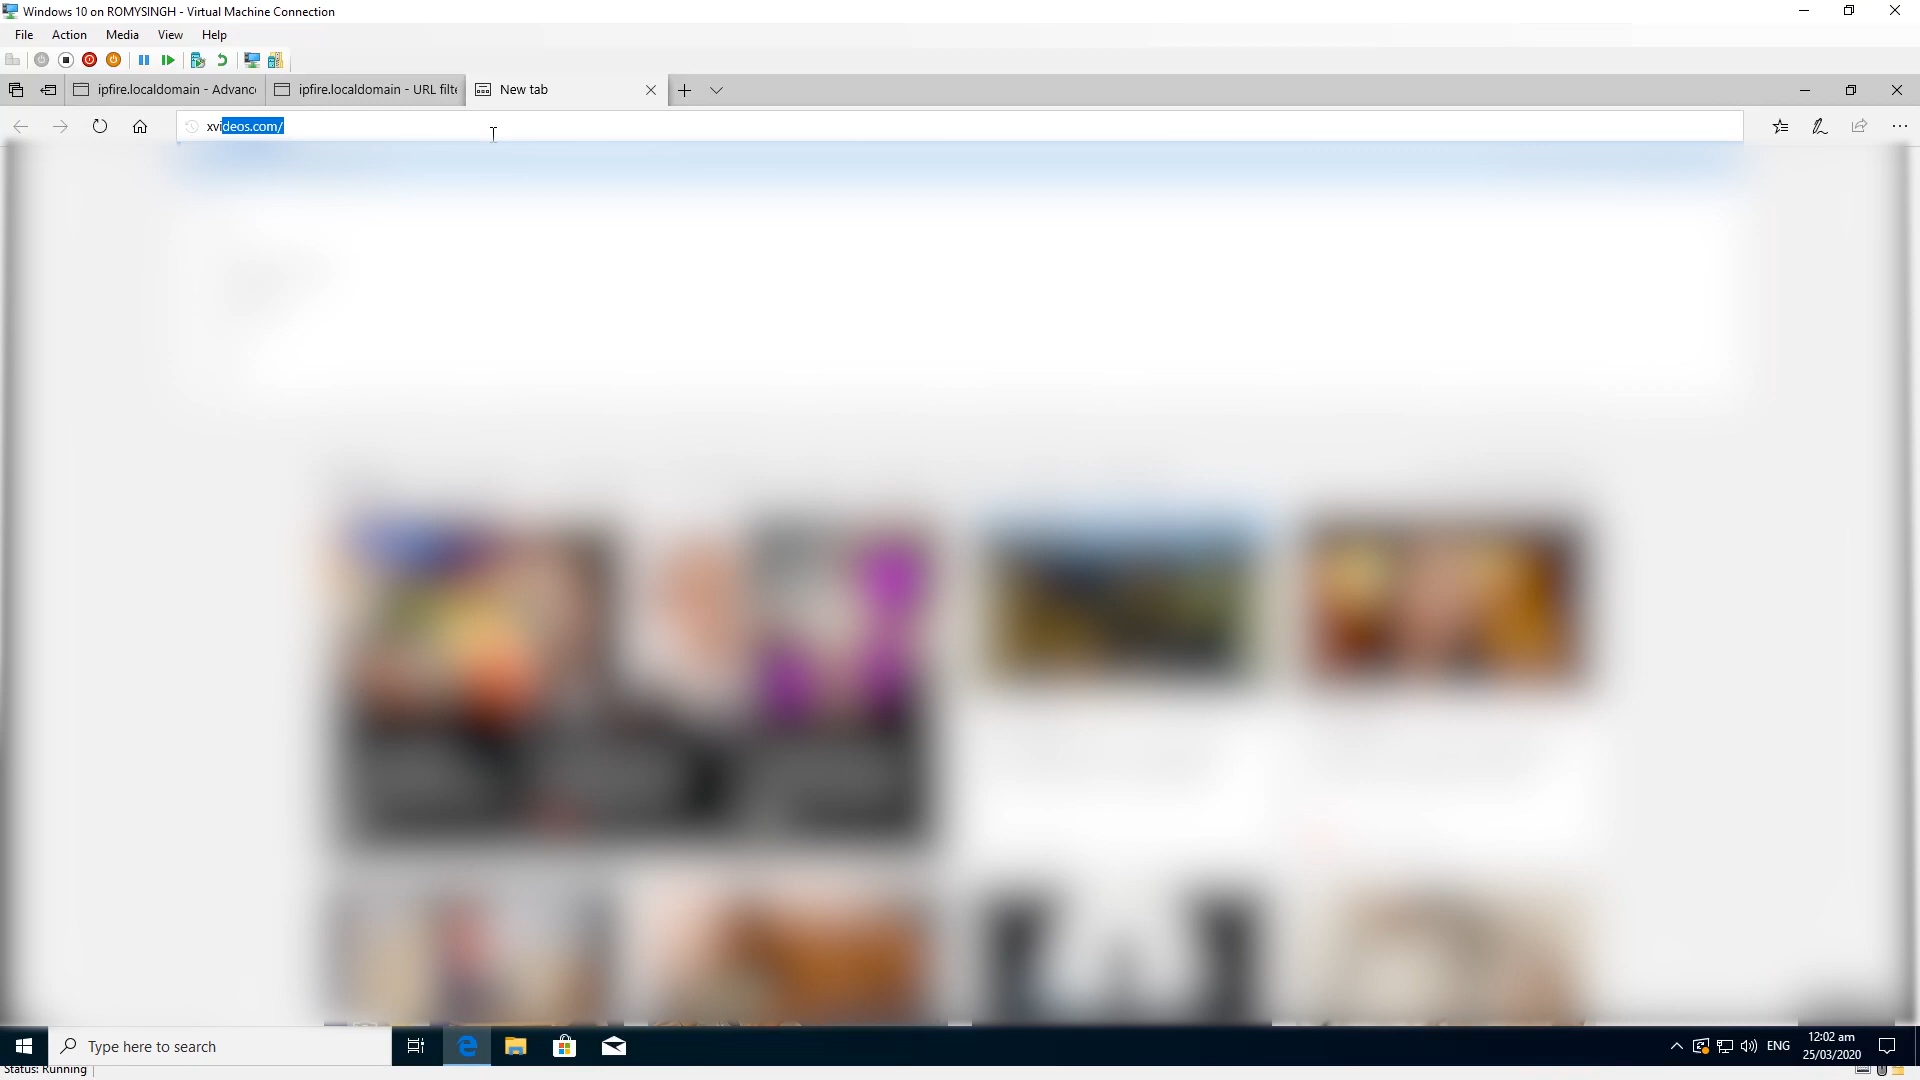 Windows 10 on ROMYSINGH - Virtual Machine Connection
File Action Media View Help
ipfire.localdomain - Advanc ipfire.localdomain - URL filte New tab
xvideos.com/
Type here to search
ENG
12:02 am
25/03/2020
Status: Running